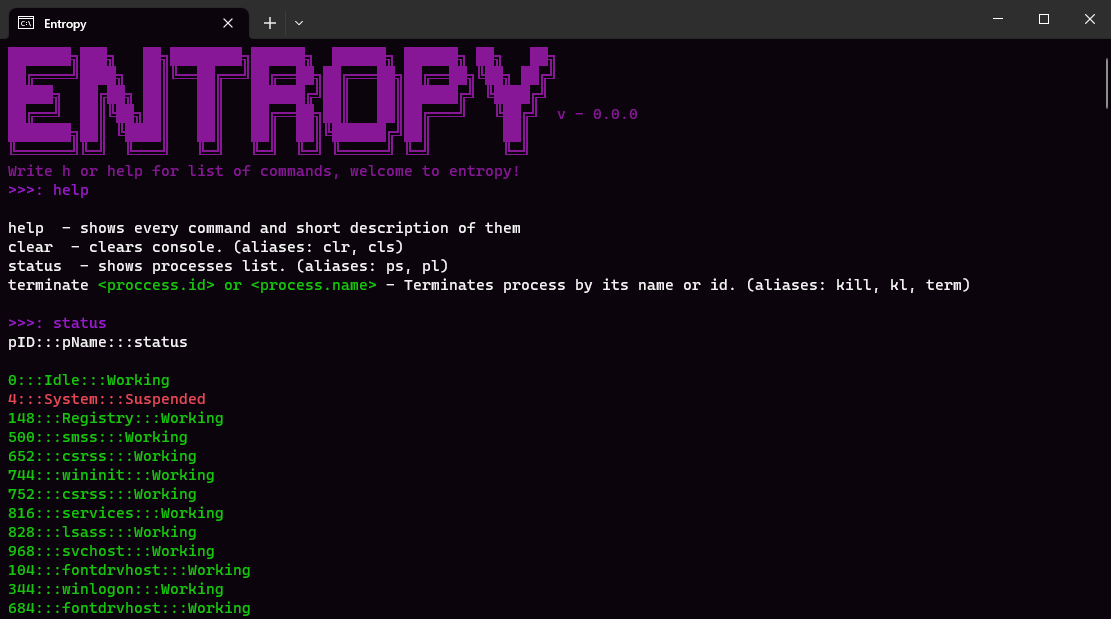 Entropy
ENTROPY v - 0.0.0
Write h or help for list of commands, welcome to entropy!
>>>: help
help  - shows every command and short description of them
clear  - clears console. (aliases: clr, cls)
status  - shows processes list. (aliases: ps, pl)
terminate <proccess.id> or <process.name> - Terminates process by its name or id. (aliases: kill, kl, term)
>>>: status
pID:::pName:::status
0:::Idle:::Working
4:::System:::Suspended
148:::Registry:::Working
500:::smss:::Working
652:::csrss:::Working
744:::wininit:::Working
752:::csrss:::Working
816:::services:::Working
828:::lsass:::Working
968:::svchost:::Working
104:::fontdrvhost:::Working
344:::winlogon:::Working
684:::fontdrvhost:::Working